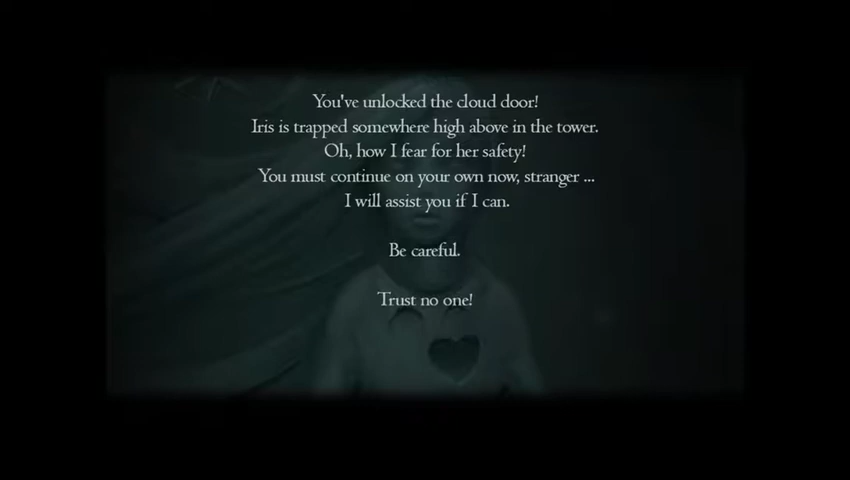 You've unlocked the cloud door!
Iris is trapped somewhere high above in the tower.
Oh, how I fear for her safety!
You must continue on your own now, stranger ...
I will assist you if I can.
Be careful.
Trust no one!